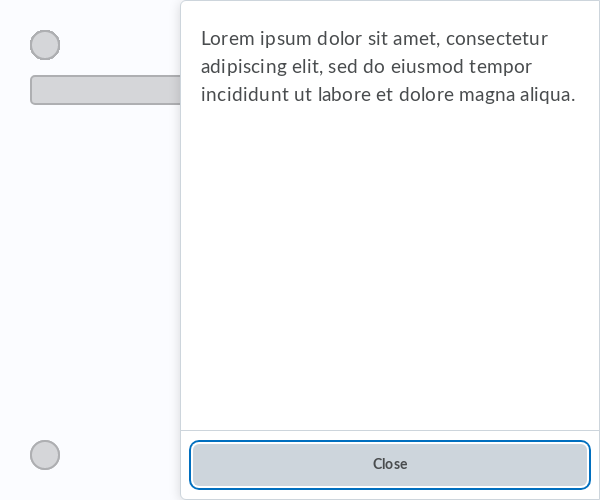 Lorem ipsum dolor sit amet, consectetur
adipiscing elit, sed do eiusmod tempor
incididunt ut labore et dolore magna aliqua.
Close